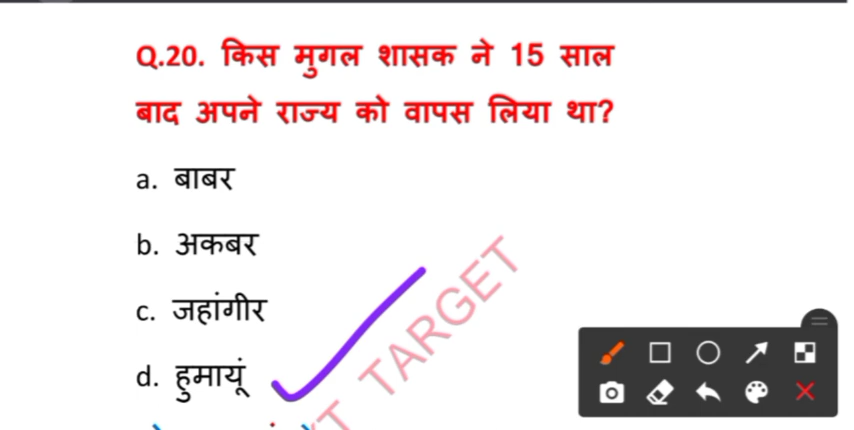 Q.20. किस मुगल शासक ने 15 साल
बाद अपने राज्य को वापस लिया था?
a. बाबर
b. अकबर
c. जहांगीर
d. हुमायूं
TARGET